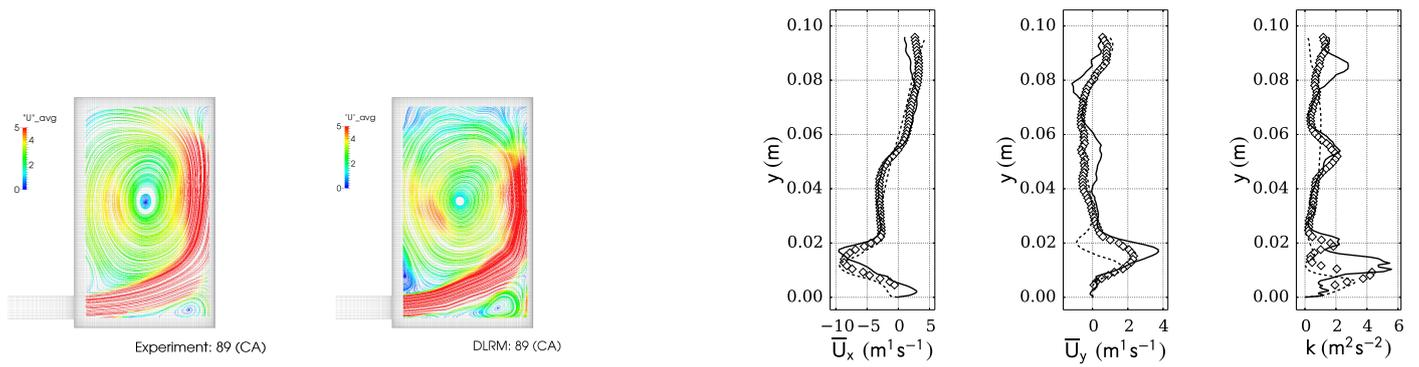 "U"_avg
5
4
2
0
Experiment: 89 (CA)
"U"_avg
5
4
2
0
DLRM: 89 (CA)
0.10
0.08
0.06
0.04
0.02
0.00
y (m)
−10 −5 0 5
U̅ₓ (m¹s⁻¹)
0.10
0.08
0.06
0.04
0.02
0.00
y (m)
0 2 4
U̅y (m¹s⁻¹)
0.10
0.08
0.06
0.04
0.02
0.00
y (m)
0 2 4 6
k (m²s⁻²)